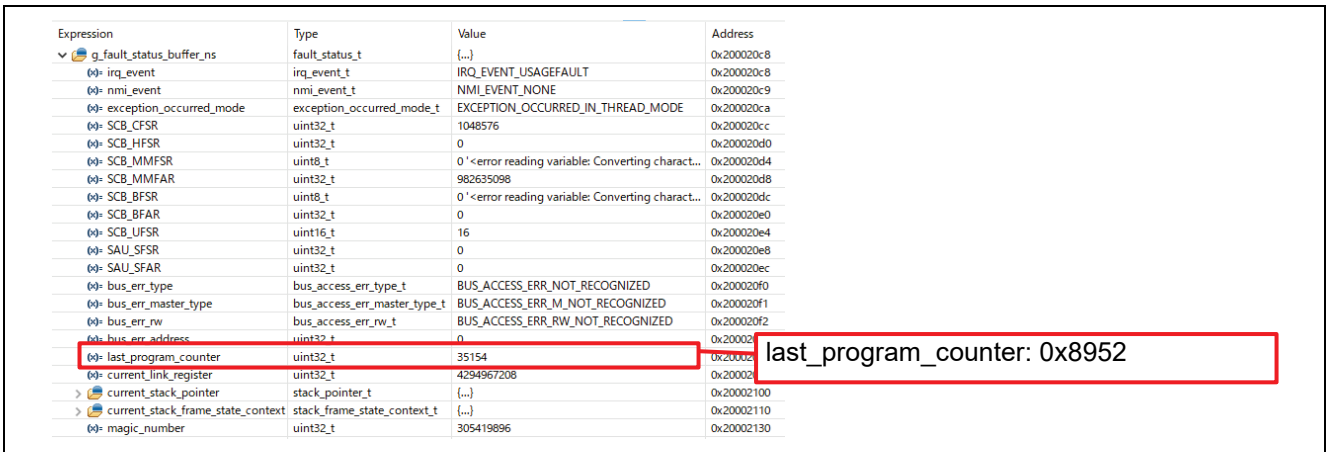 Expression Type Value Address
g_fault_status_buffer_ns fault_status_t {...} 0x200020c8
(x)= irq_event irq_event_t IRQ_EVENT_USAGEFAULT 0x200020c8
(x)= nmi_event nmi_event_t NMI_EVENT_NONE 0x200020c9
(x)= exception_occurred_mode exception_occurred_mode_t EXCEPTION_OCCURRED_IN_THREAD_MODE 0x200020ca
(x)= SCB_CFSR uint32_t 1048576 0x200020cc
(x)= SCB_HFSR uint32_t 0 0x200020d0
(x)= SCB_MMFSR uint8_t 0 '<error reading variable: Converting charact... 0x200020d4
(x)= SCB_MMFAR uint32_t 982635098 0x200020d8
(x)= SCB_BFSR uint8_t 0 '<error reading variable: Converting charact... 0x200020dc
(x)= SCB_BFAR uint32_t 0 0x200020e0
(x)= SCB_UFSR uint16_t 16 0x200020e4
(x)= SAU_SFSR uint32_t 0 0x200020e8
(x)= SAU_SFAR uint32_t 0 0x200020ec
(x)= bus_err_type bus_access_err_type_t BUS_ACCESS_ERR_NOT_RECOGNIZED 0x200020f0
(x)= bus_err_master_type bus_access_err_master_type_t BUS_ACCESS_ERR_M_NOT_RECOGNIZED 0x200020f1
(x)= bus_err_rw bus_access_err_rw_t BUS_ACCESS_ERR_RW_NOT_RECOGNIZED 0x200020f2
(x)= bus_err_address uint32_t 0
(x)= last_program_counter uint32_t 35154
last_program_counter: 0x8952
(x)= current_link_register uint32_t 4294967208
current_stack_pointer stack_pointer_t {...} 0x20002100
current_stack_frame_state_context stack_frame_state_context_t {...} 0x20002110
(x)= magic_number uint32_t 305419896 0x20002130